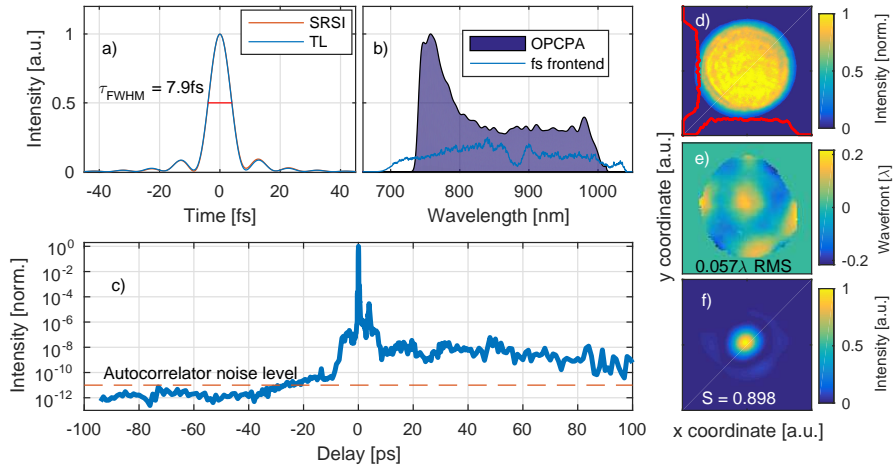 a)
SRSI
TL
τFWHM = 7.9fs
Intensity [a.u.]
1
0.5
0
-40
-20
0
20
40
Time [fs]
b)
OPCPA
fs frontend
700
800
900
1000
Wavelength [nm]
c)
Autocorrelator noise level
Intensity [norm.]
10^0
10^-2
10^-4
10^-6
10^-8
10^-10
10^-12
-100
-80
-60
-40
-20
0
20
40
60
80
100
Delay [ps]
d)
1
0.5
0
Intensity [norm.]
e)
0.057λ RMS
0.2
0
-0.2
Wavefront [λ]
f)
S = 0.898
1
0.5
0
Intensity [a.u.]
y coordinate [a.u.]
x coordinate [a.u.]